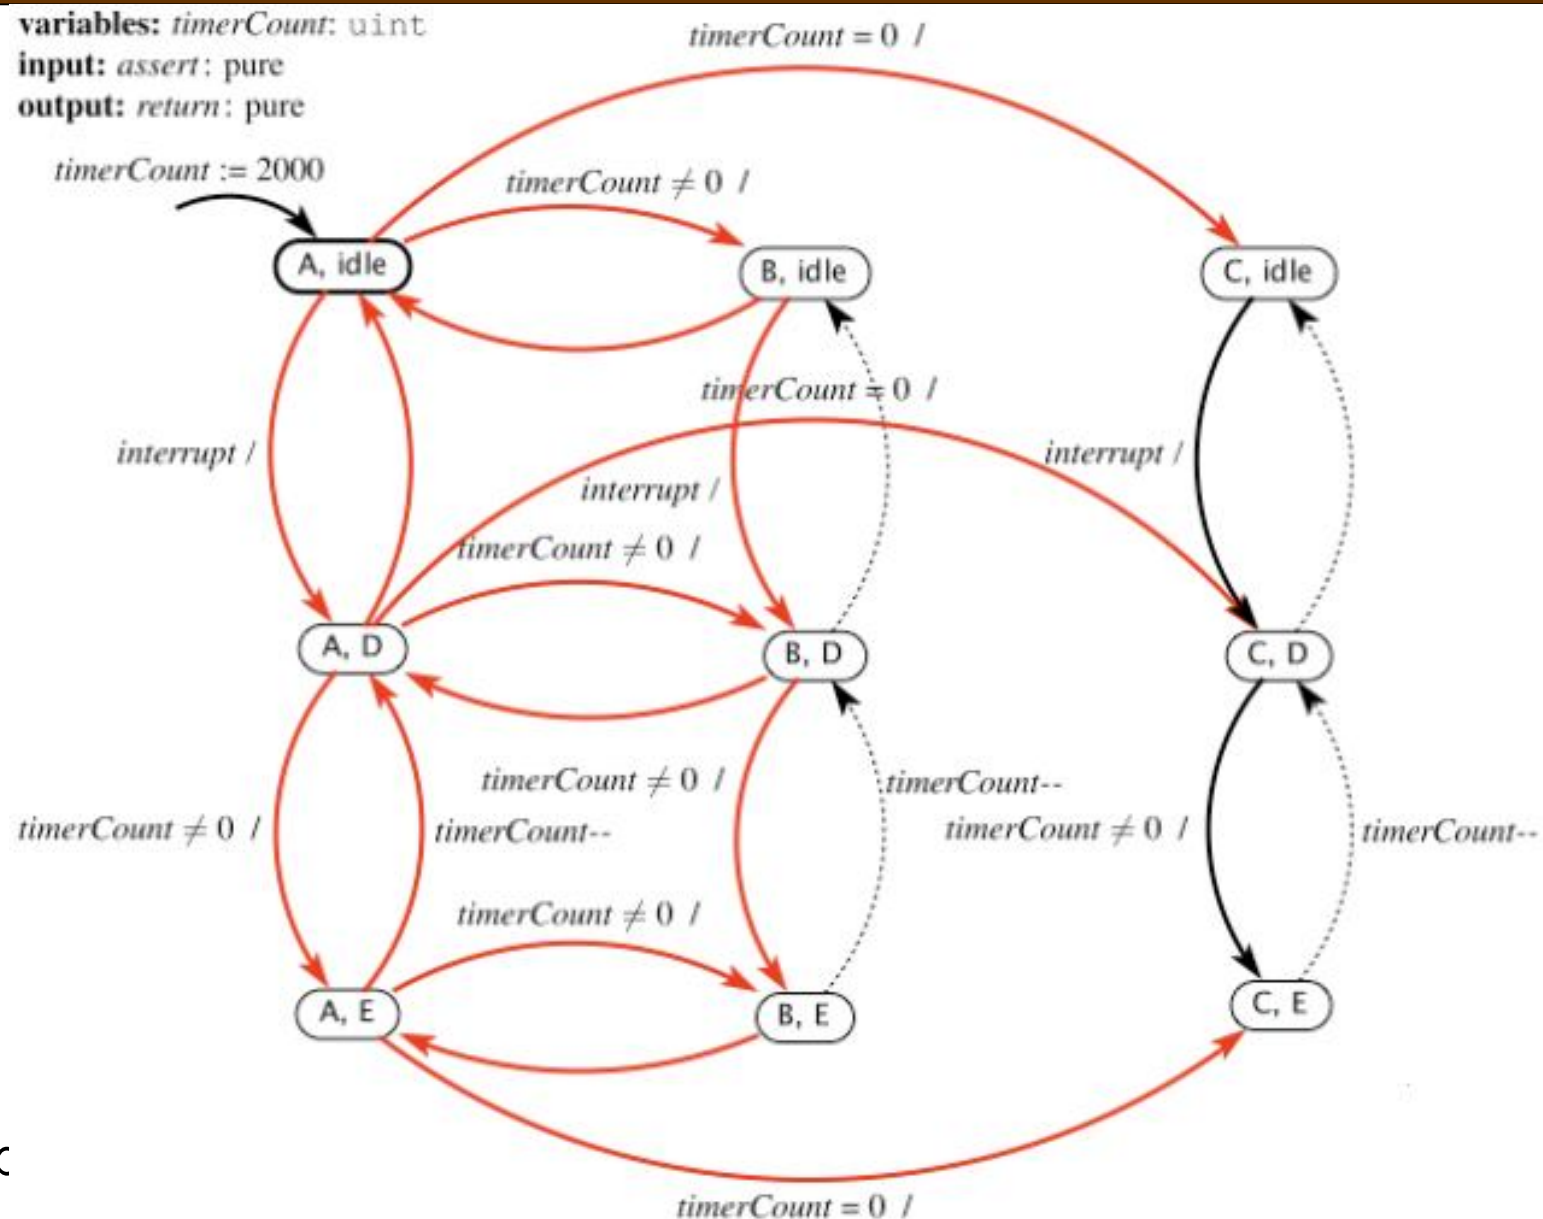 variables: timerCount: uint
input: assert: pure
output: return: pure
timerCount := 2000
timerCount = 0 /
timerCount ≠ 0 /
A, idle
B, idle
C, idle
timerCount = 0 /
interrupt /
interrupt /
interrupt /
timerCount ≠ 0 /
A, D
B, D
C, D
timerCount ≠ 0 /
timerCount--
timerCount ≠ 0 /
timerCount--
timerCount ≠ 0 /
timerCount--
timerCount ≠ 0 /
A, E
B, E
C, E
timerCount = 0 /